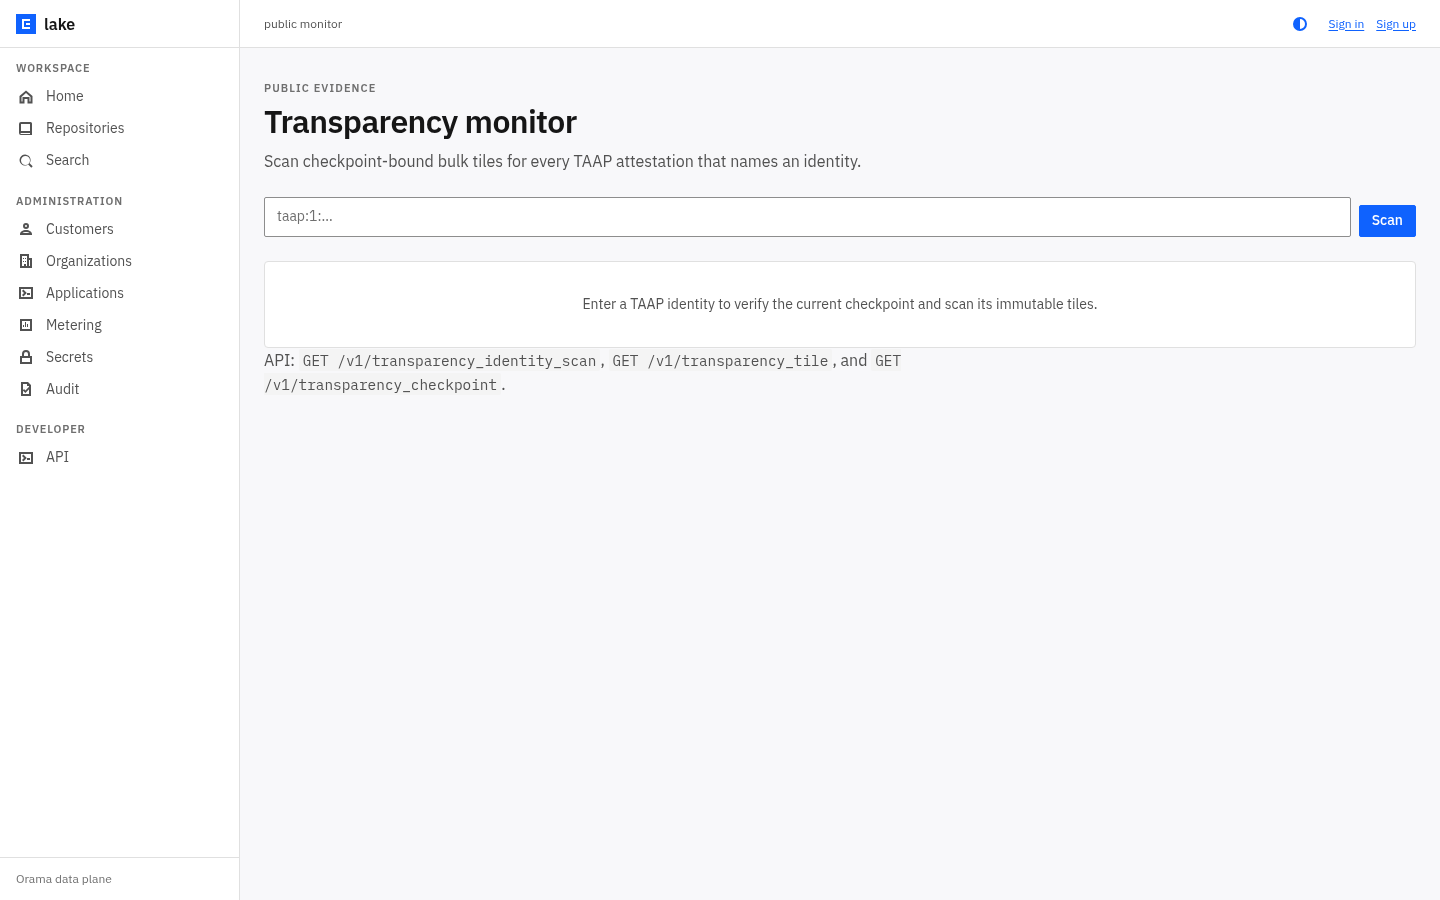 lake
public monitor
Sign in
Sign up
WORKSPACE
Home
Repositories
Search
ADMINISTRATION
Customers
Organizations
Applications
Metering
Secrets
Audit
DEVELOPER
API
Orama data plane
PUBLIC EVIDENCE
Transparency monitor
Scan checkpoint-bound bulk tiles for every TAAP attestation that names an identity.
taap:1:...
Scan
Enter a TAAP identity to verify the current checkpoint and scan its immutable tiles.
API: GET /v1/transparency_identity_scan, GET /v1/transparency_tile, and GET
/v1/transparency_checkpoint.